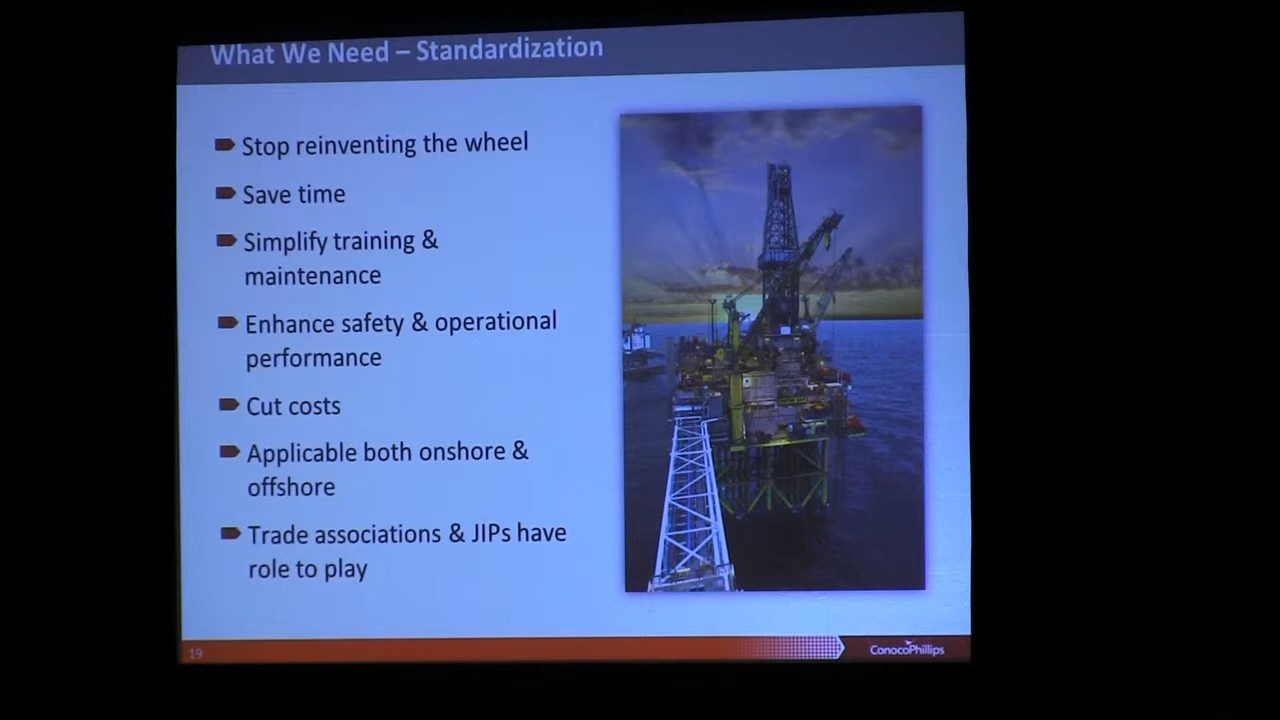 What We Need – Standardization
Stop reinventing the wheel
Save time
Simplify training &
maintenance
Enhance safety & operational
performance
Cut costs
Applicable both onshore &
offshore
Trade associations & JIPs have
role to play
19
ConocoPhillips